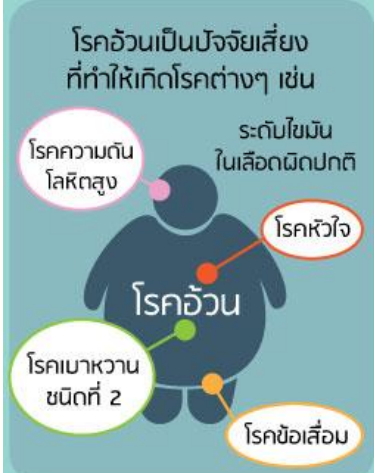 โรคอ้วนเป็นปัจจัยเสี่ยง
ที่ทำให้เกิดโรคต่างๆ เช่น
โรคความดัน
โลหิตสูง
ระดับไขมัน
ในเลือดผิดปกติ
โรคหัวใจ
โรคอ้วน
โรคเบาหวาน
ชนิดที่ 2
โรคข้อเสื่อม